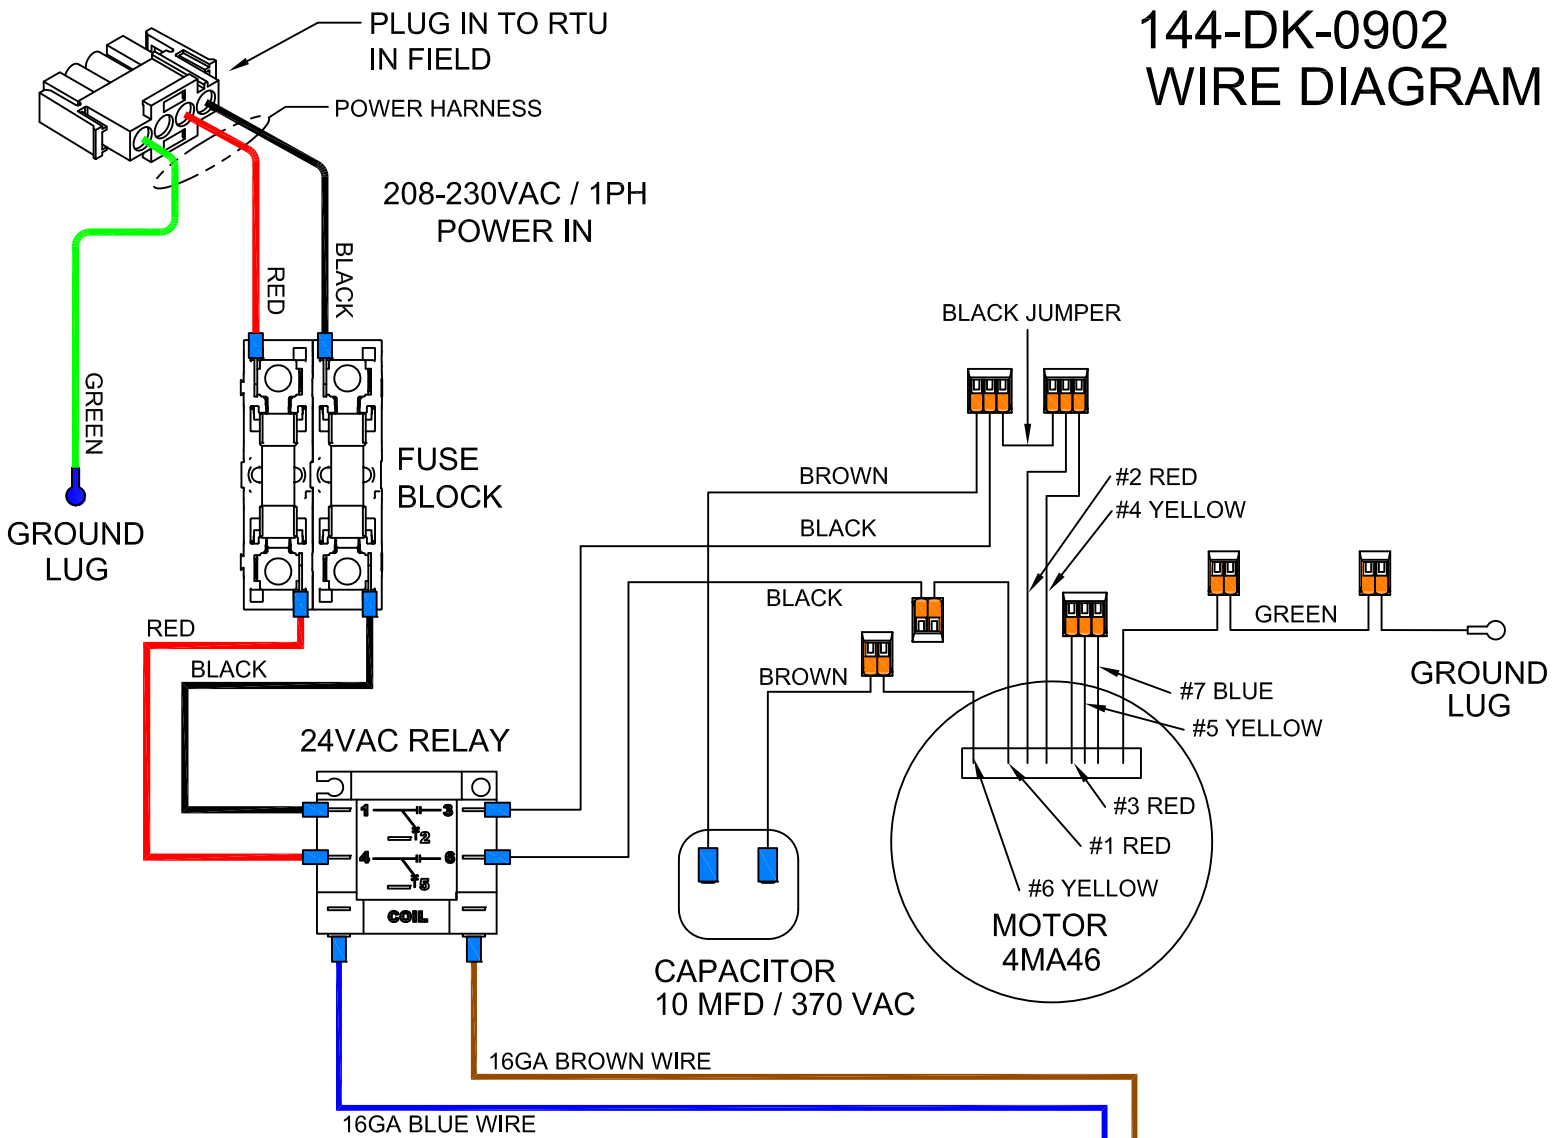 144-DK-0902
WIRE DIAGRAM
PLUG IN TO RTU
IN FIELD
POWER HARNESS
208-230VAC / 1PH
POWER IN
RED
BLACK
GREEN
GROUND
LUG
FUSE
BLOCK
BLACK JUMPER
BROWN
#2 RED
#4 YELLOW
BLACK
BLACK
GREEN
BROWN
GROUND
LUG
#7 BLUE
#5 YELLOW
RED
BLACK
24VAC RELAY
1
3
2
4
6
5
COIL
#3 RED
#1 RED
#6 YELLOW
MOTOR
4MA46
CAPACITOR
10 MFD / 370 VAC
16GA BROWN WIRE
16GA BLUE WIRE